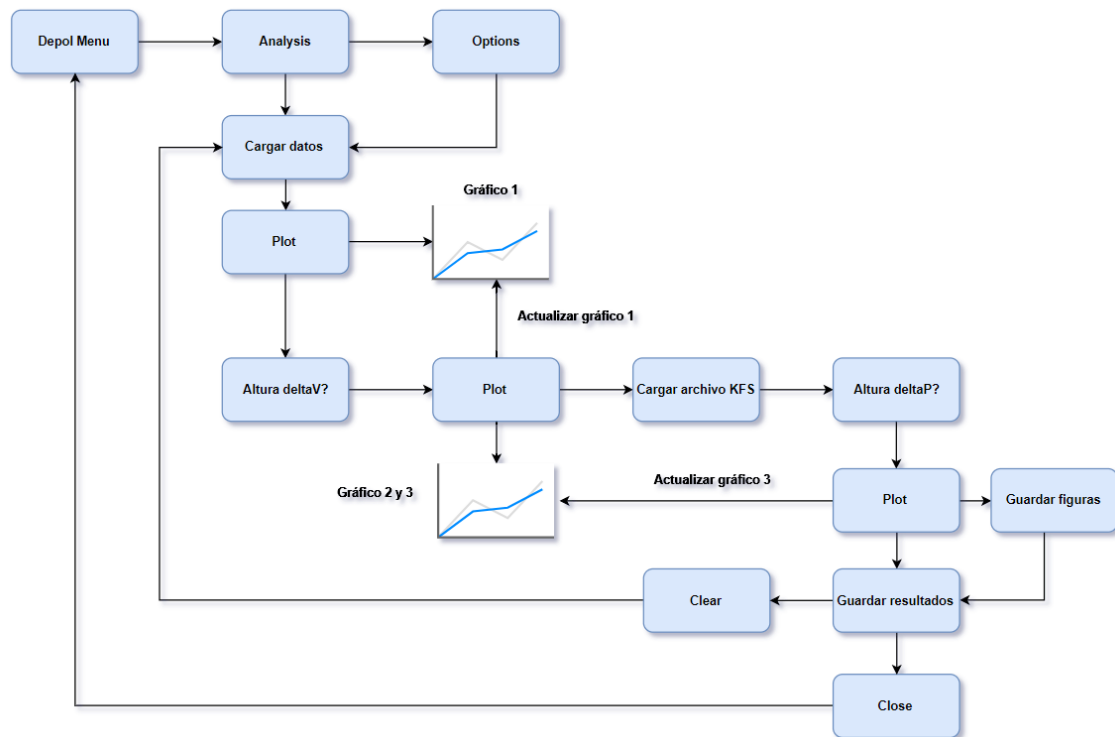 Depol Menu
Analysis
Options
Cargar datos
Gráfico 1
Plot
Actualizar gráfico 1
Altura deltaV?
Plot
Cargar archivo KFS
Altura deltaP?
Gráfico 2 y 3
Actualizar gráfico 3
Plot
Guardar figuras
Clear
Guardar resultados
Close